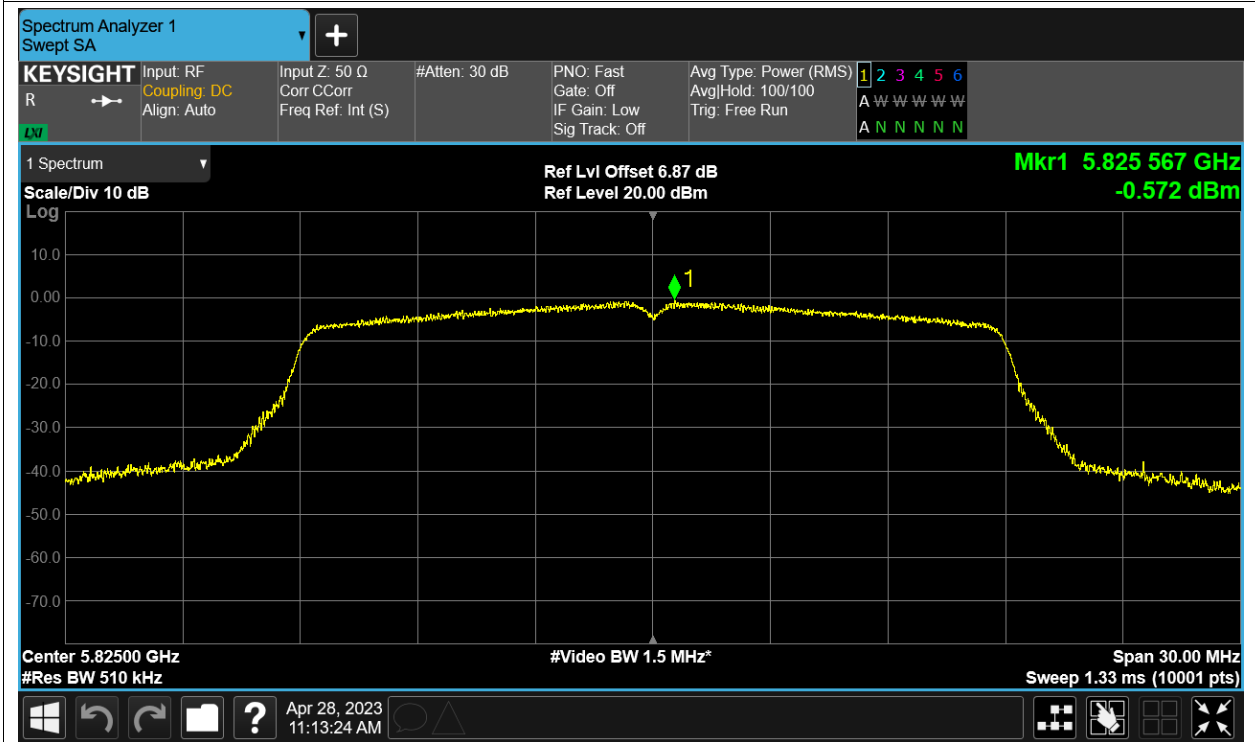 Spectrum Analyzer 1
Swept SA
KEYSIGHT
R
LXI
Input: RF
Coupling: DC
Align: Auto
Input Z: 50 Ω
Corr CCorr
Freq Ref: Int (S)
#Atten: 30 dB
PNO: Fast
Gate: Off
IF Gain: Low
Sig Track: Off
Avg Type: Power (RMS)
Avg|Hold: 100/100
Trig: Free Run
1 2 3 4 5 6
A W W W W W
A N N N N N
1 Spectrum
Scale/Div 10 dB
Log
Ref Lvl Offset 6.87 dB
Ref Level 20.00 dBm
Mkr1 5.825 567 GHz
-0.572 dBm
1
10.0
0.00
-10.0
-20.0
-30.0
-40.0
-50.0
-60.0
-70.0
Center 5.82500 GHz
#Res BW 510 kHz
#Video BW 1.5 MHz*
Span 30.00 MHz
Sweep 1.33 ms (10001 pts)
?
Apr 28, 2023
11:13:24 AM